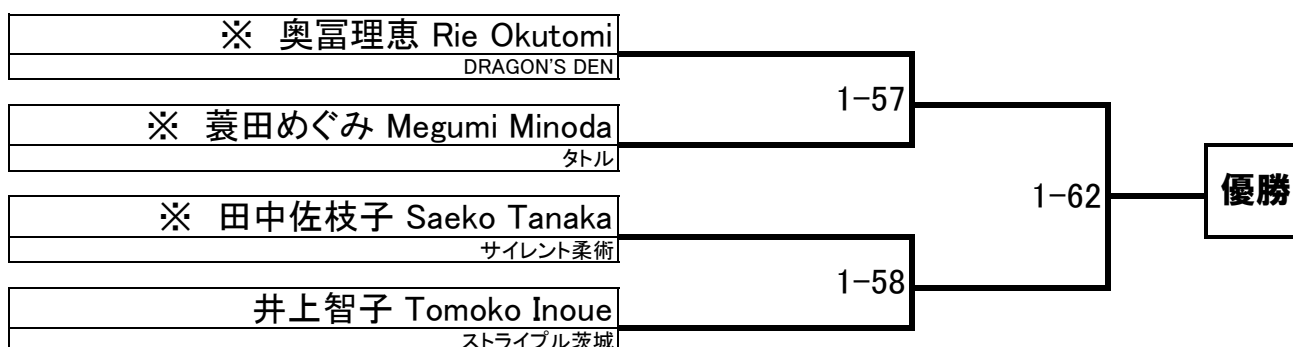 ※ 奥冨理恵 Rie Okutomi
DRAGON'S DEN
1-57
※ 蓑田めぐみ Megumi Minoda
タトル
1-62
優勝
※ 田中佐枝子 Saeko Tanaka
サイレント柔術
1-58
井上智子 Tomoko Inoue
ストライプル茨城